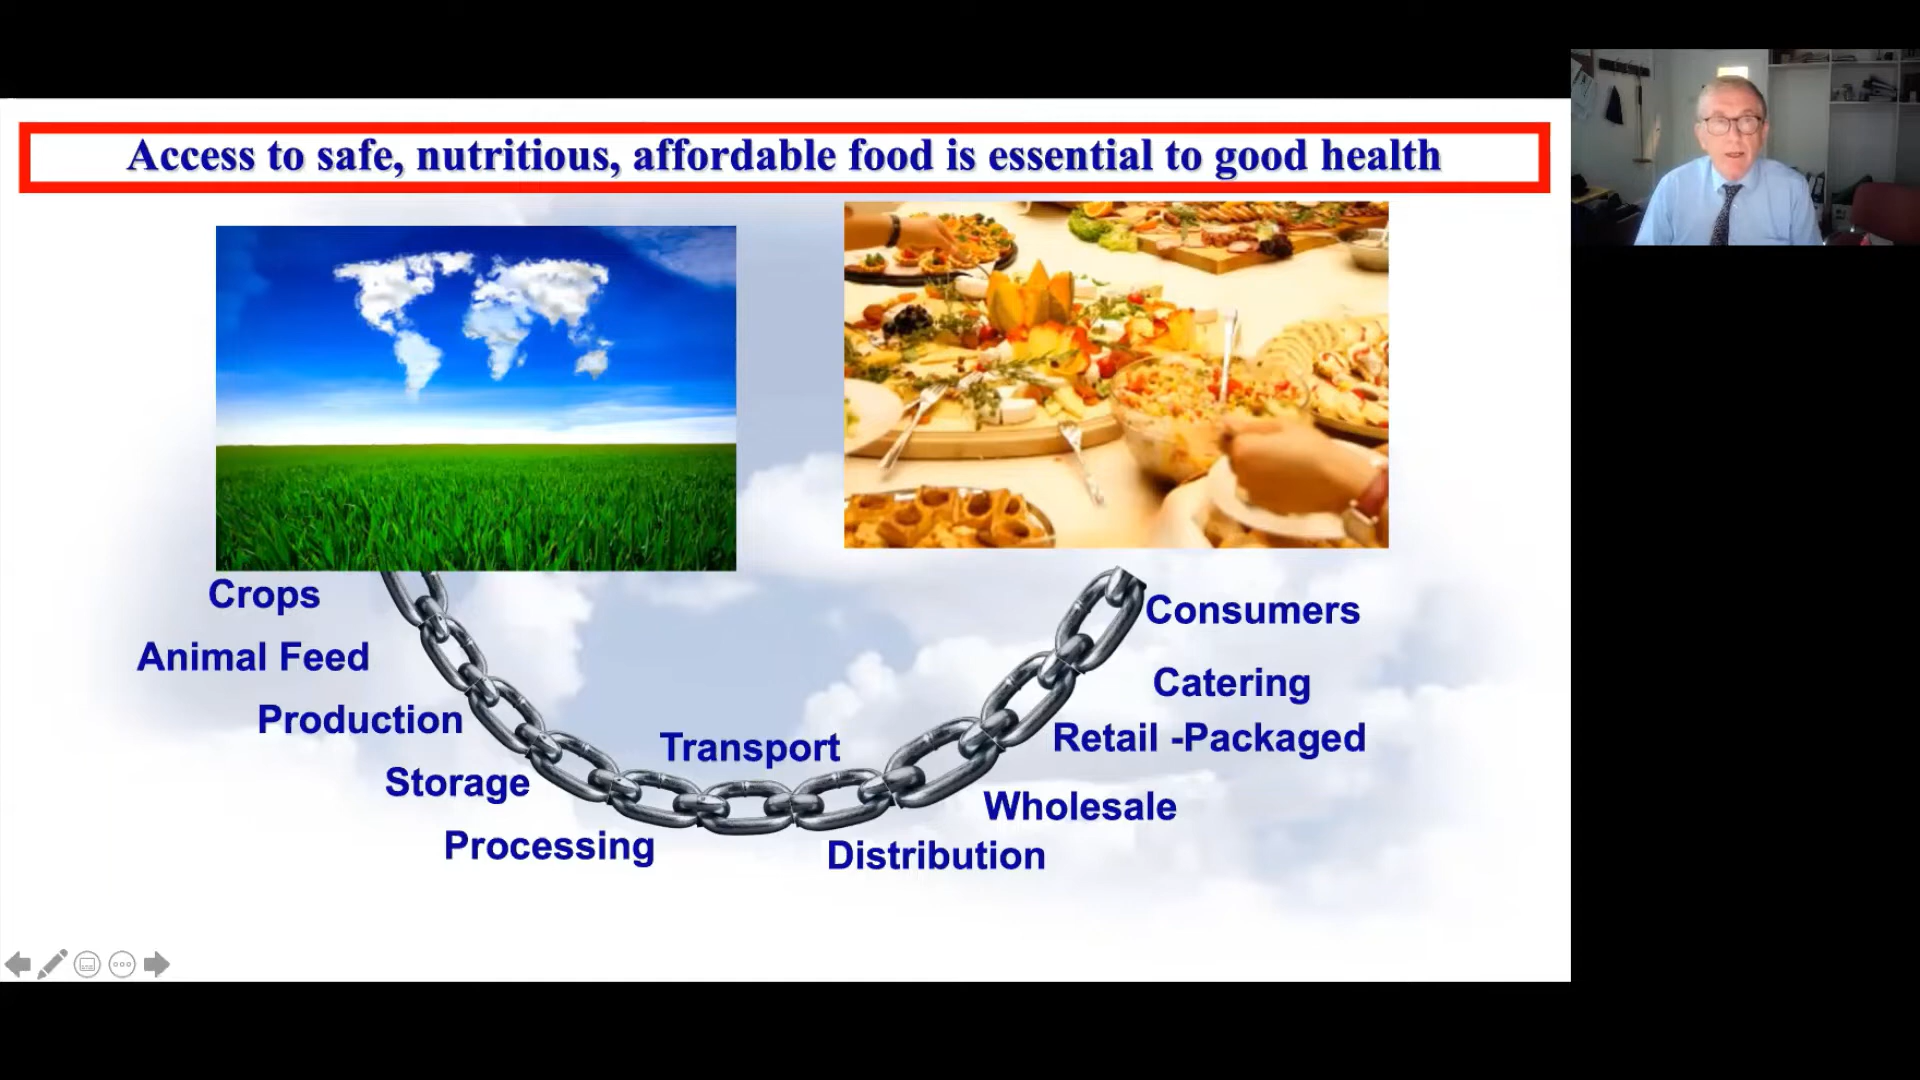 Access to safe, nutritious, affordable food is essential to good health
Crops
Animal Feed
Production
Storage
Processing
Transport
Distribution
Wholesale
Retail -Packaged
Catering
Consumers